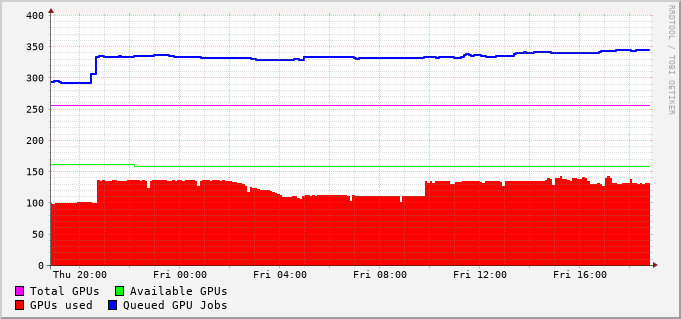 400
350
300
250
200
150
100
50
0
Thu 20:00 Fri 00:00 Fri 04:00 Fri 08:00 Fri 12:00 Fri 16:00
Total GPUs Available GPUs
GPUs used Queued GPU Jobs
RRDTOOL / TOBI OETIKER